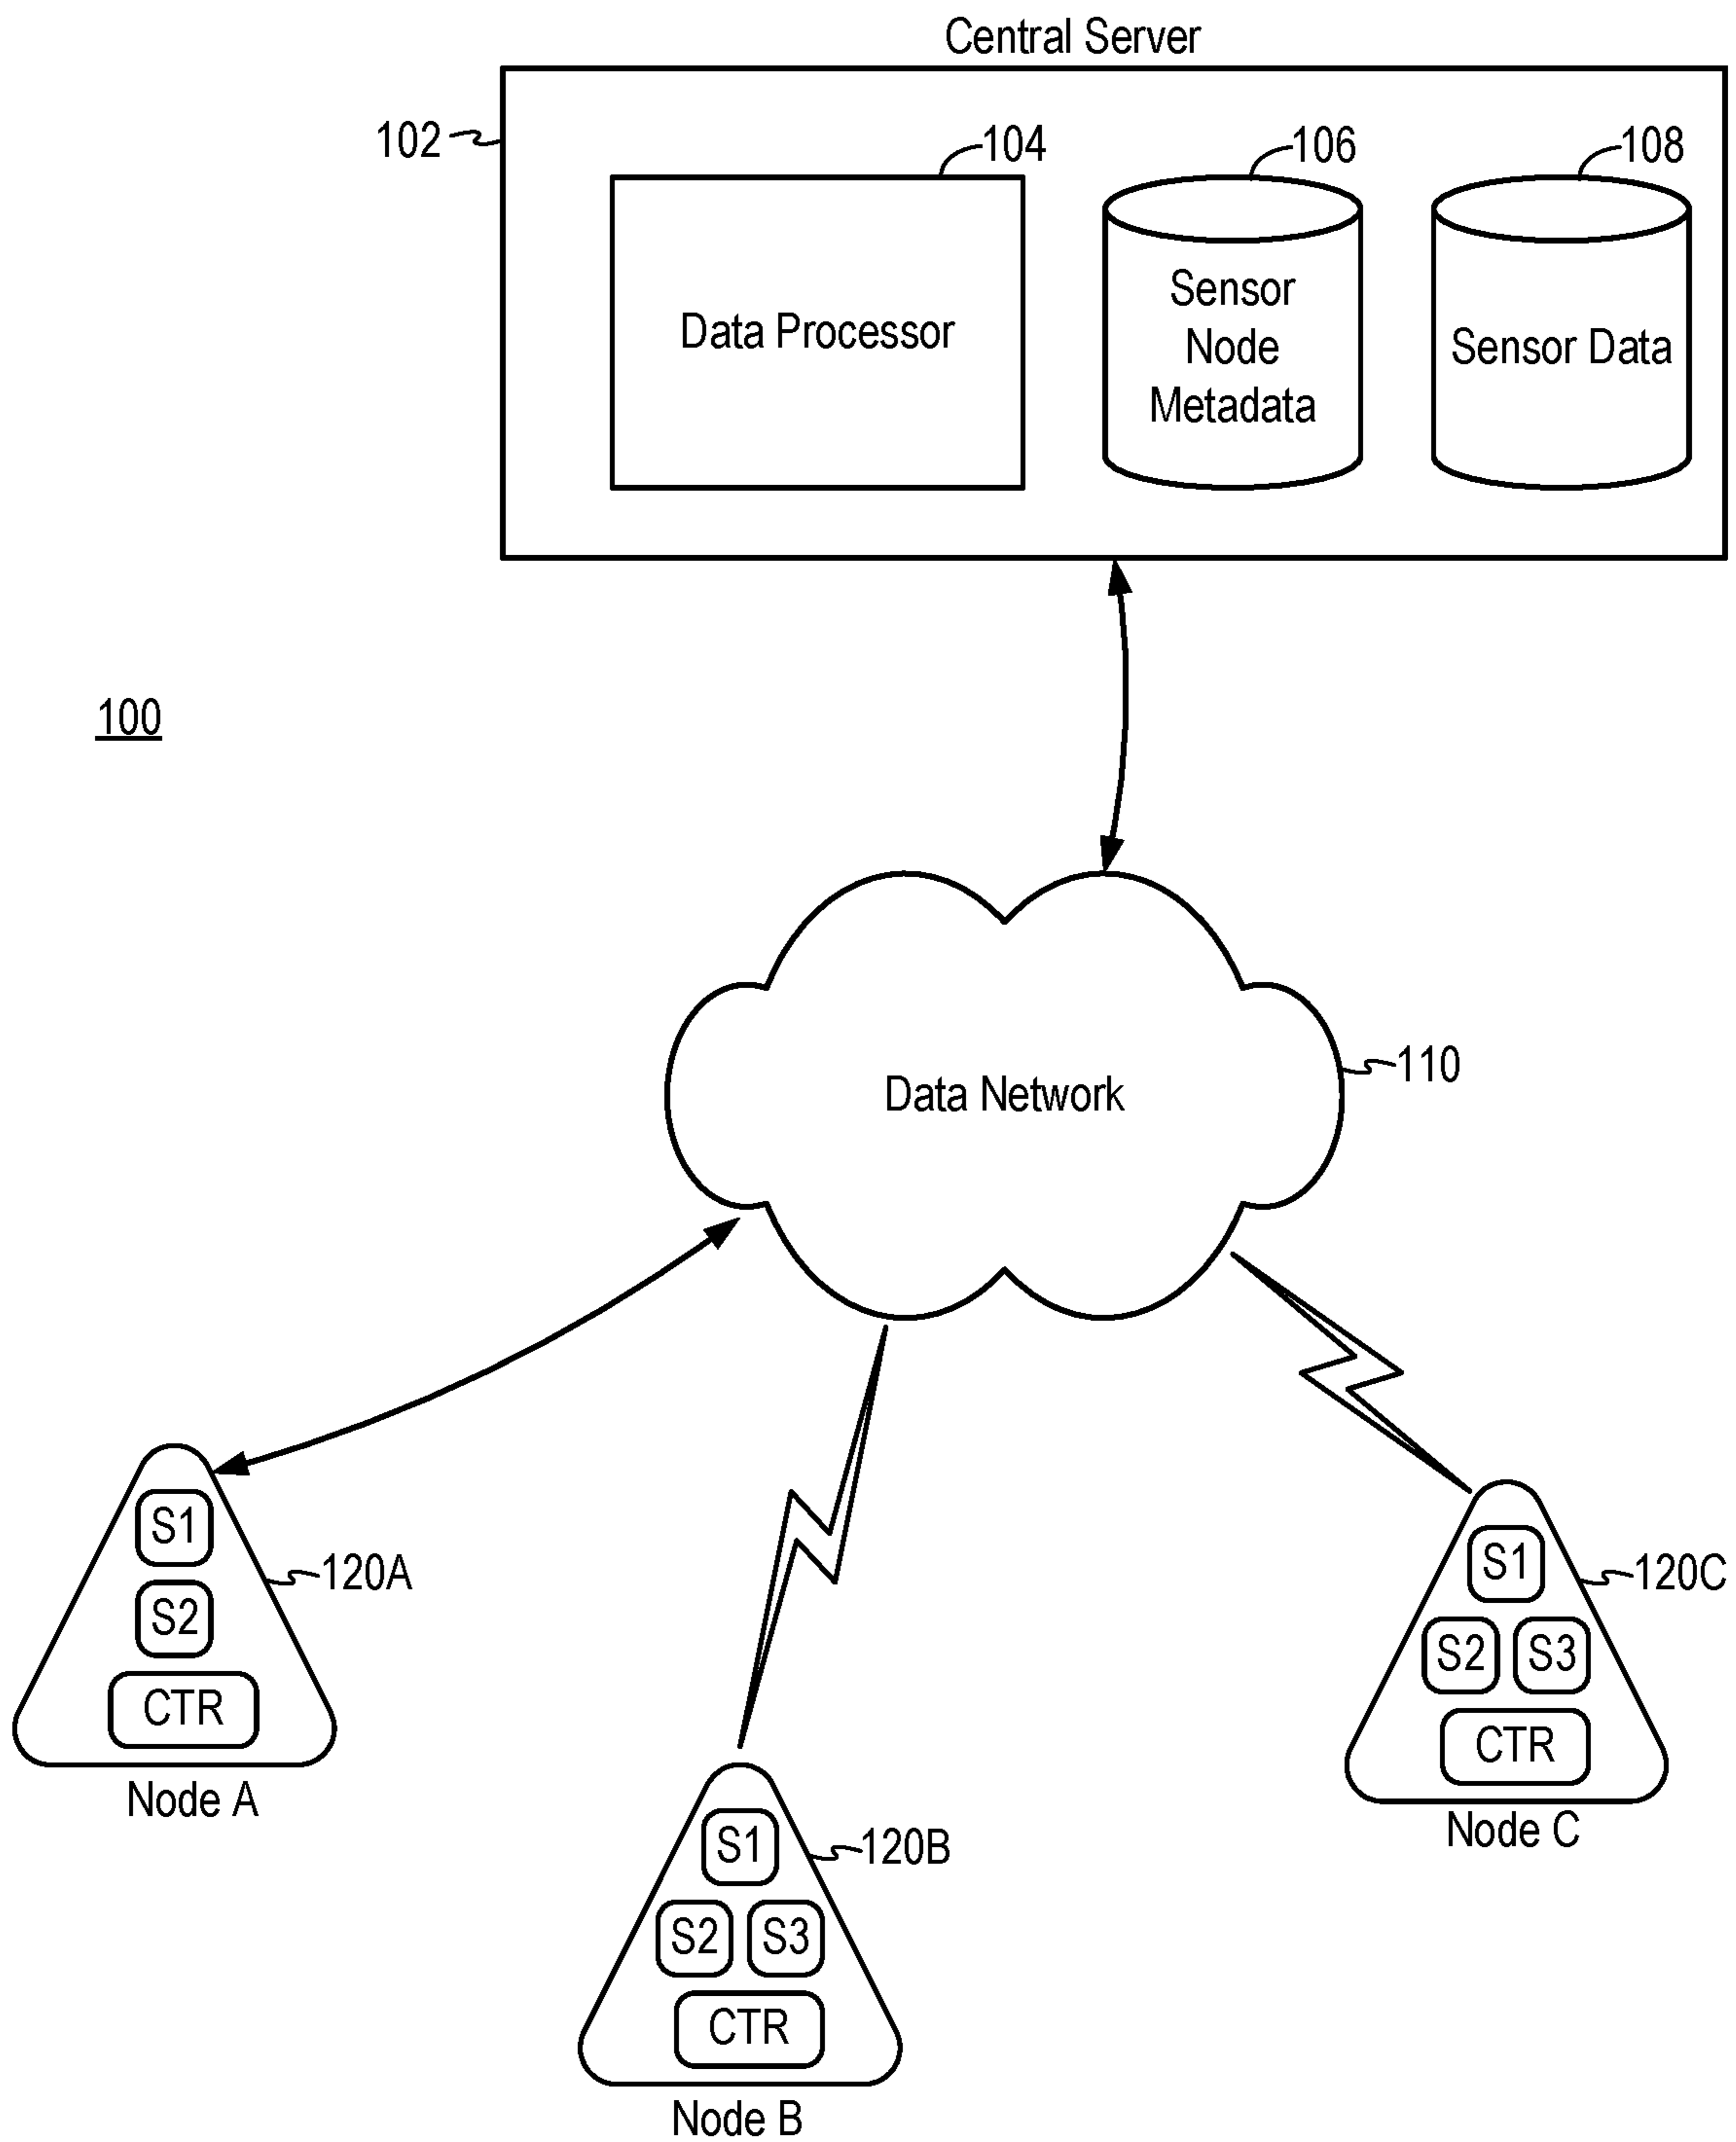 Central Server
102
104
106
108
Data Processor
Sensor
Node
Metadata
Sensor Data
100
110
Data Network
S1
S2
CTR
120A
Node A
S1
S2 S3
CTR
120C
Node C
S1
S2 S3
CTR
120B
Node B